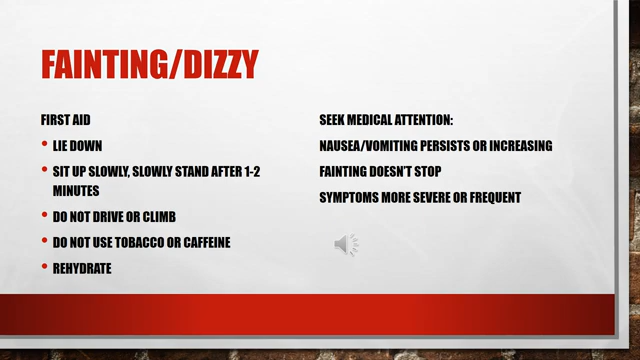 FAINTING/DIZZY
FIRST AID
• LIE DOWN
• SIT UP SLOWLY, SLOWLY STAND AFTER 1-2
MINUTES
• DO NOT DRIVE OR CLIMB
• DO NOT USE TOBACCO OR CAFFEINE
• REHYDRATE
SEEK MEDICAL ATTENTION:
NAUSEA/VOMITING PERSISTS OR INCREASING
FAINTING DOESN'T STOP
SYMPTOMS MORE SEVERE OR FREQUENT